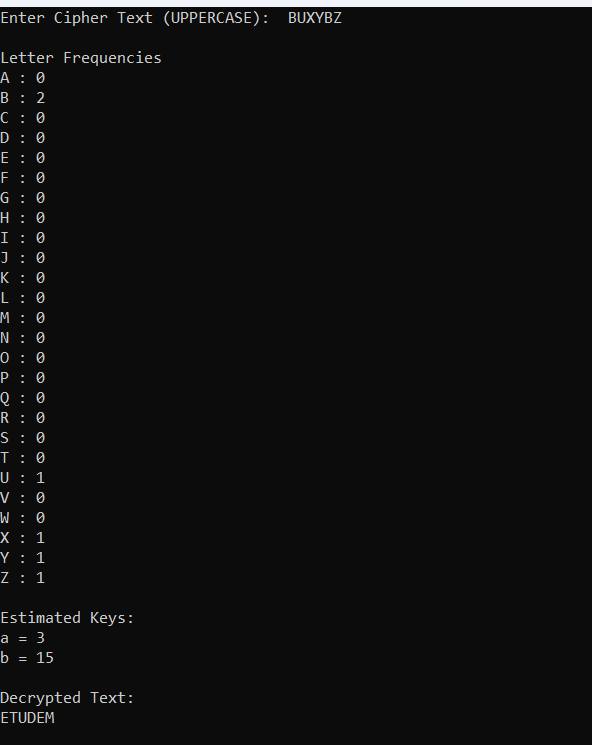 Enter Cipher Text (UPPERCASE):  BUXYBZ
Letter Frequencies
A : 0
B : 2
C : 0
D : 0
E : 0
F : 0
G : 0
H : 0
I : 0
J : 0
K : 0
L : 0
M : 0
N : 0
O : 0
P : 0
Q : 0
R : 0
S : 0
T : 0
U : 1
V : 0
W : 0
X : 1
Y : 1
Z : 1
Estimated Keys:
a = 3
b = 15
Decrypted Text:
ETUDEM